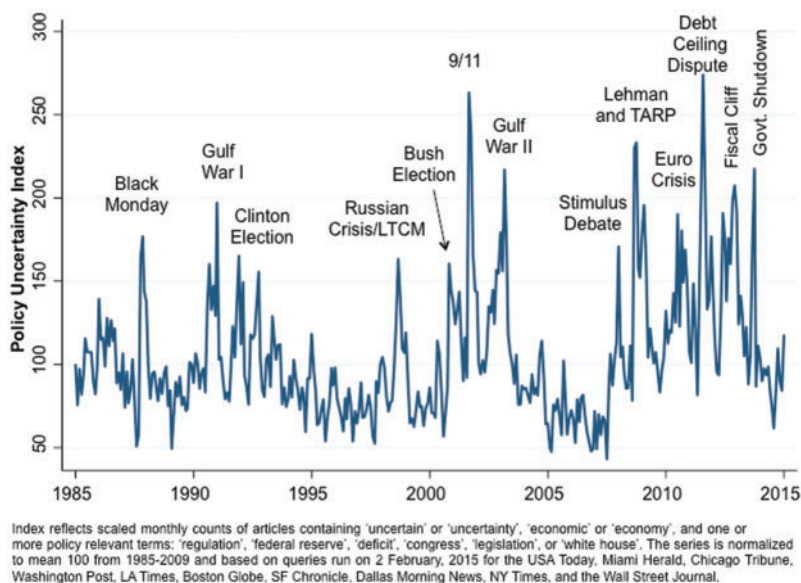 Policy Uncertainty Index
300
250
200
150
100
50
1985
1990
1995
2000
2005
2010
2015
Black
Monday
Gulf
War I
Clinton
Election
Russian
Crisis/LTCM
Bush
Election
9/11
Gulf
War II
Stimulus
Debate
Lehman
and TARP
Euro
Crisis
Debt
Ceiling
Dispute
Fiscal Cliff
Govt. Shutdown
Index reflects scaled monthly counts of articles containing 'uncertain' or 'uncertainty', 'economic' or 'economy', and one or
more policy relevant terms: 'regulation', 'federal reserve', 'deficit', 'congress', 'legislation', or 'white house'. The series is normalized
to mean 100 from 1985-2009 and based on queries run on 2 February, 2015 for the USA Today, Miami Herald, Chicago Tribune,
Washington Post, LA Times, Boston Globe, SF Chronicle, Dallas Morning News, NY Times, and the Wall Street Journal.